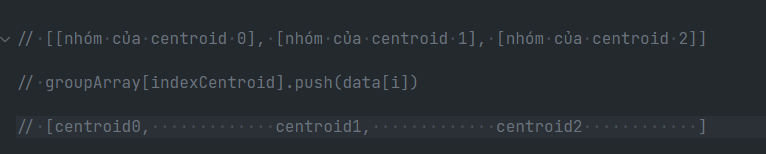 // [[nhóm của centroid 0], [nhóm của centroid 1], [nhóm của centroid 2]]
// groupArray[indexCentroid].push(data[i])
// [centroid0,             centroid1,             centroid2            ]